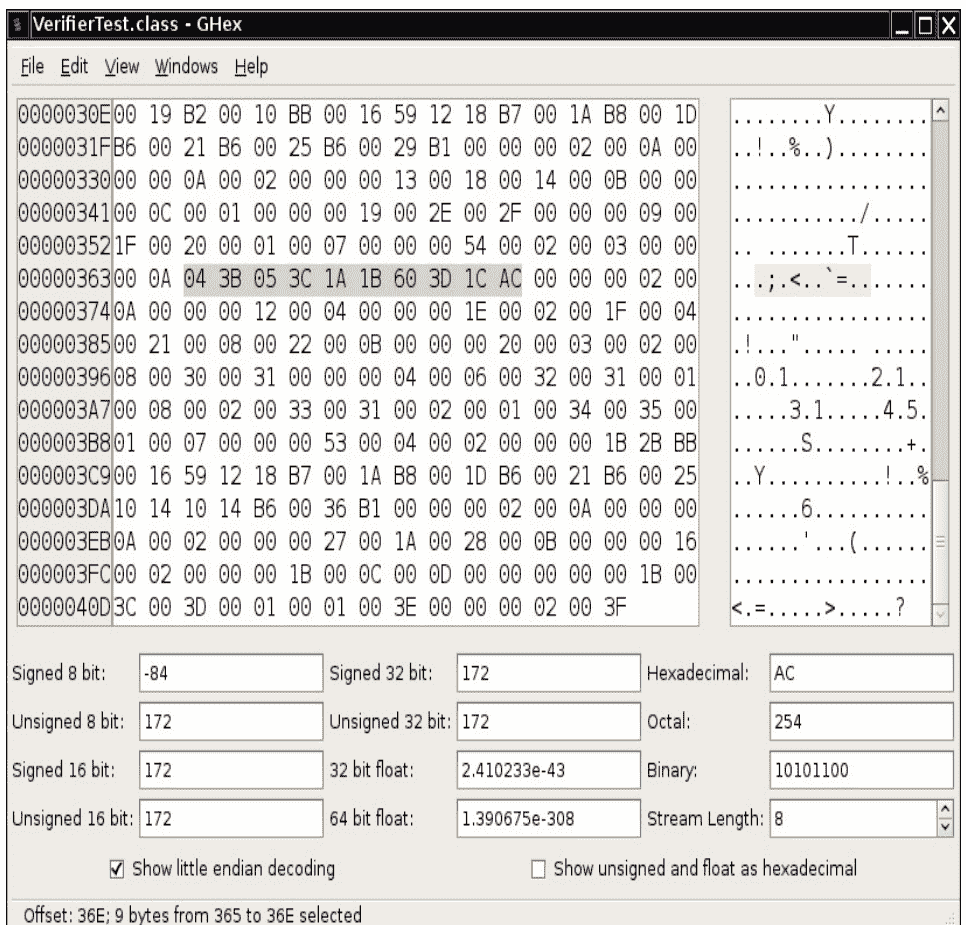 VerifierTest.class - GHex
File Edit View Windows Help
0000030E 00 19 B2 00 10 BB 00 16 59 12 18 B7 00 1A B8 00 1D ........Y........
0000031F B6 00 21 B6 00 25 B6 00 29 B1 00 00 00 02 00 0A 00 ..!..%..)........
00000330 00 00 0A 00 02 00 00 00 13 00 18 00 14 00 0B 00 00 .................
00000341 00 0C 00 01 00 00 00 19 00 2E 00 2F 00 00 00 09 00 .........../.....
00000352 1F 00 20 00 01 00 07 00 00 00 54 00 02 00 03 00 00 .. .......T......
00000363 00 0A 04 3B 05 3C 1A 1B 60 3D 1C AC 00 00 00 02 00 ...;.<..`=.......
00000374 0A 00 00 00 12 00 04 00 00 00 1E 00 02 00 1F 00 04 .................
00000385 00 21 00 08 00 22 00 0B 00 00 00 20 00 03 00 02 00 .!..."..... .....
00000396 08 00 30 00 31 00 00 00 04 00 06 00 32 00 31 00 01 ..0.1.......2.1..
000003A7 00 08 00 02 00 33 00 31 00 02 00 01 00 34 00 35 00 .....3.1.....4.5.
000003B8 01 00 07 00 00 00 53 00 04 00 02 00 00 00 1B 2B BB ......S........+.
000003C9 00 16 59 12 18 B7 00 1A B8 00 1D B6 00 21 B6 00 25 ..Y..........!..%
000003DA 10 14 10 14 B6 00 36 B1 00 00 00 02 00 0A 00 00 00 ......6..........
000003EB 0A 00 02 00 00 00 27 00 1A 00 28 00 0B 00 00 00 16 ......'...(......
000003FC 00 02 00 00 00 1B 00 0C 00 0D 00 00 00 00 00 1B 00 .................
0000040D 3C 00 3D 00 01 00 01 00 3E 00 00 00 02 00 3F <.=.....>.....?
Signed 8 bit: -84 Signed 32 bit: 172 Hexadecimal: AC
Unsigned 8 bit: 172 Unsigned 32 bit: 172 Octal: 254
Signed 16 bit: 172 32 bit float: 2.410233e-43 Binary: 10101100
Unsigned 16 bit: 172 64 bit float: 1.390675e-308 Stream Length: 8
Show little endian decoding Show unsigned and float as hexadecimal
Offset: 36E; 9 bytes from 365 to 36E selected